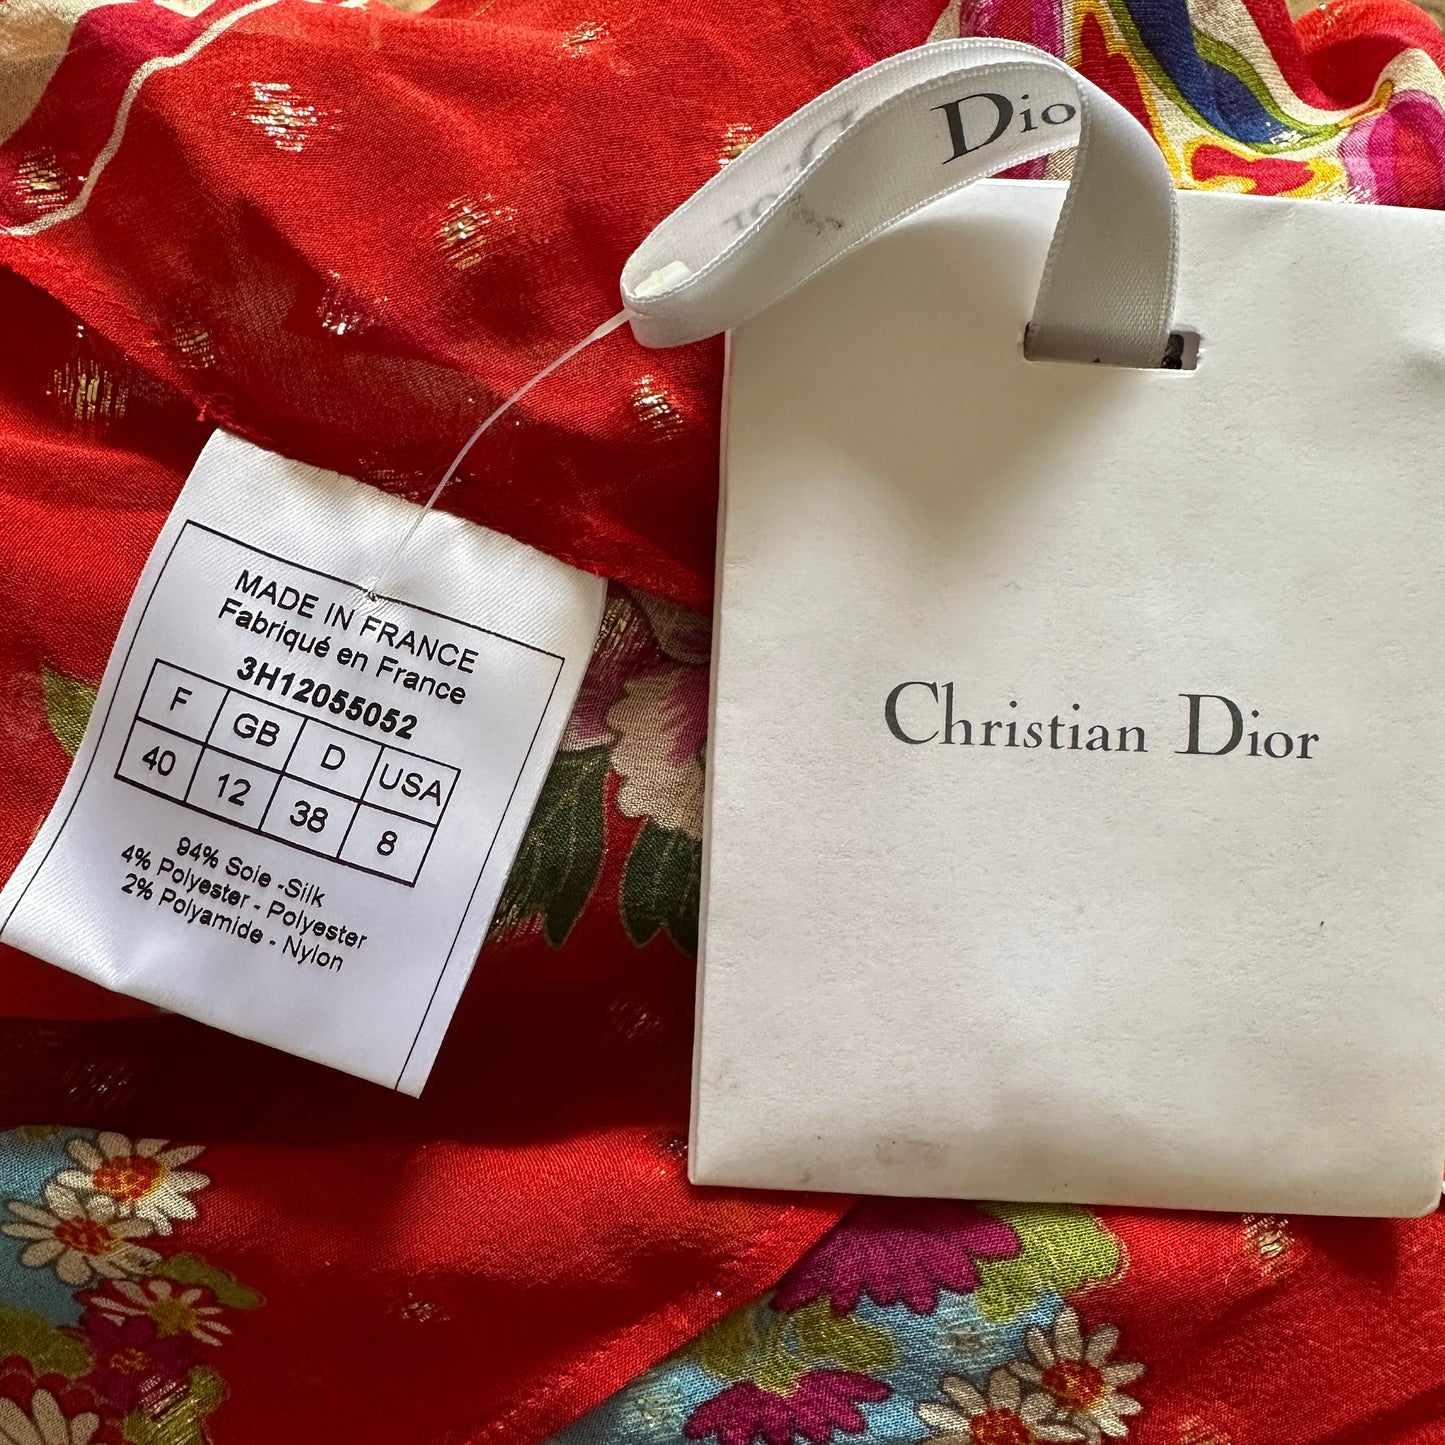 Dio
MADE IN FRANCE
Fabriqué en France
3H12055052
F GB D USA
40 12 38 8
94% Soie -Silk
4% Polyester - Polyester
2% Polyamide - Nylon
Christian Dior